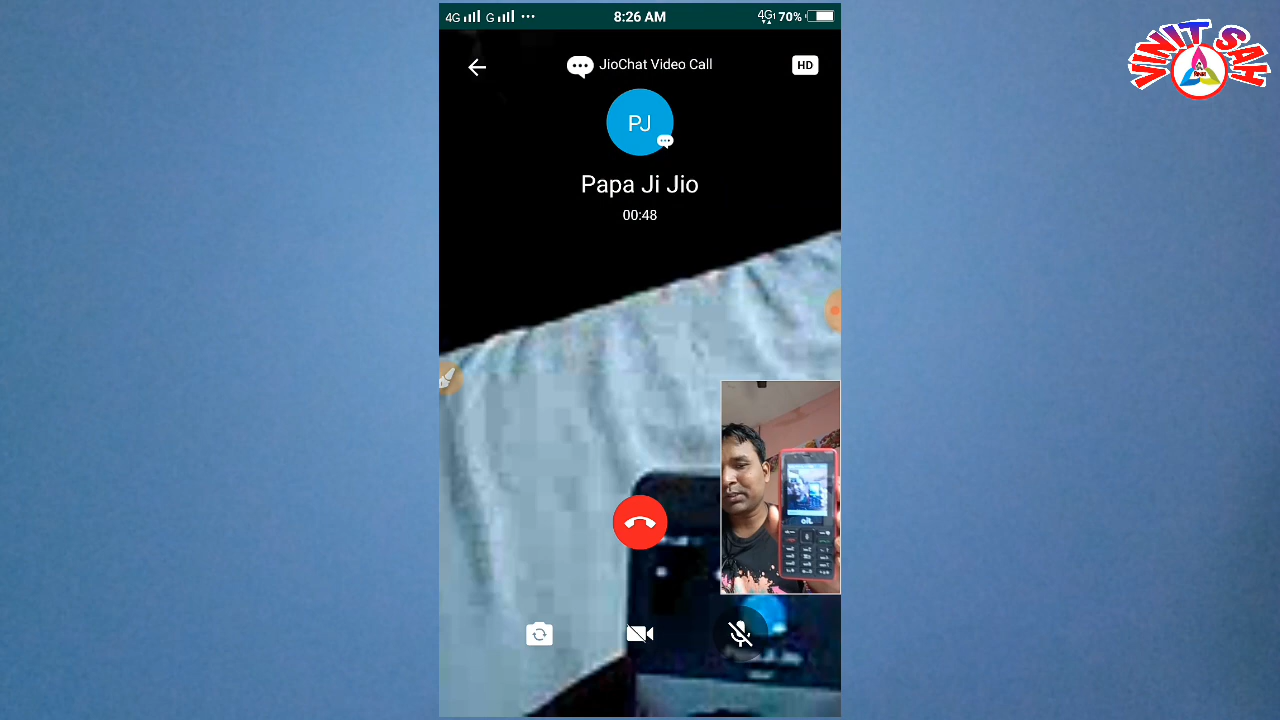 4G G 8:26 AM 4G 70%
JioChat Video Call HD
PJ
Papa Ji Jio
00:48
VINIT SAH